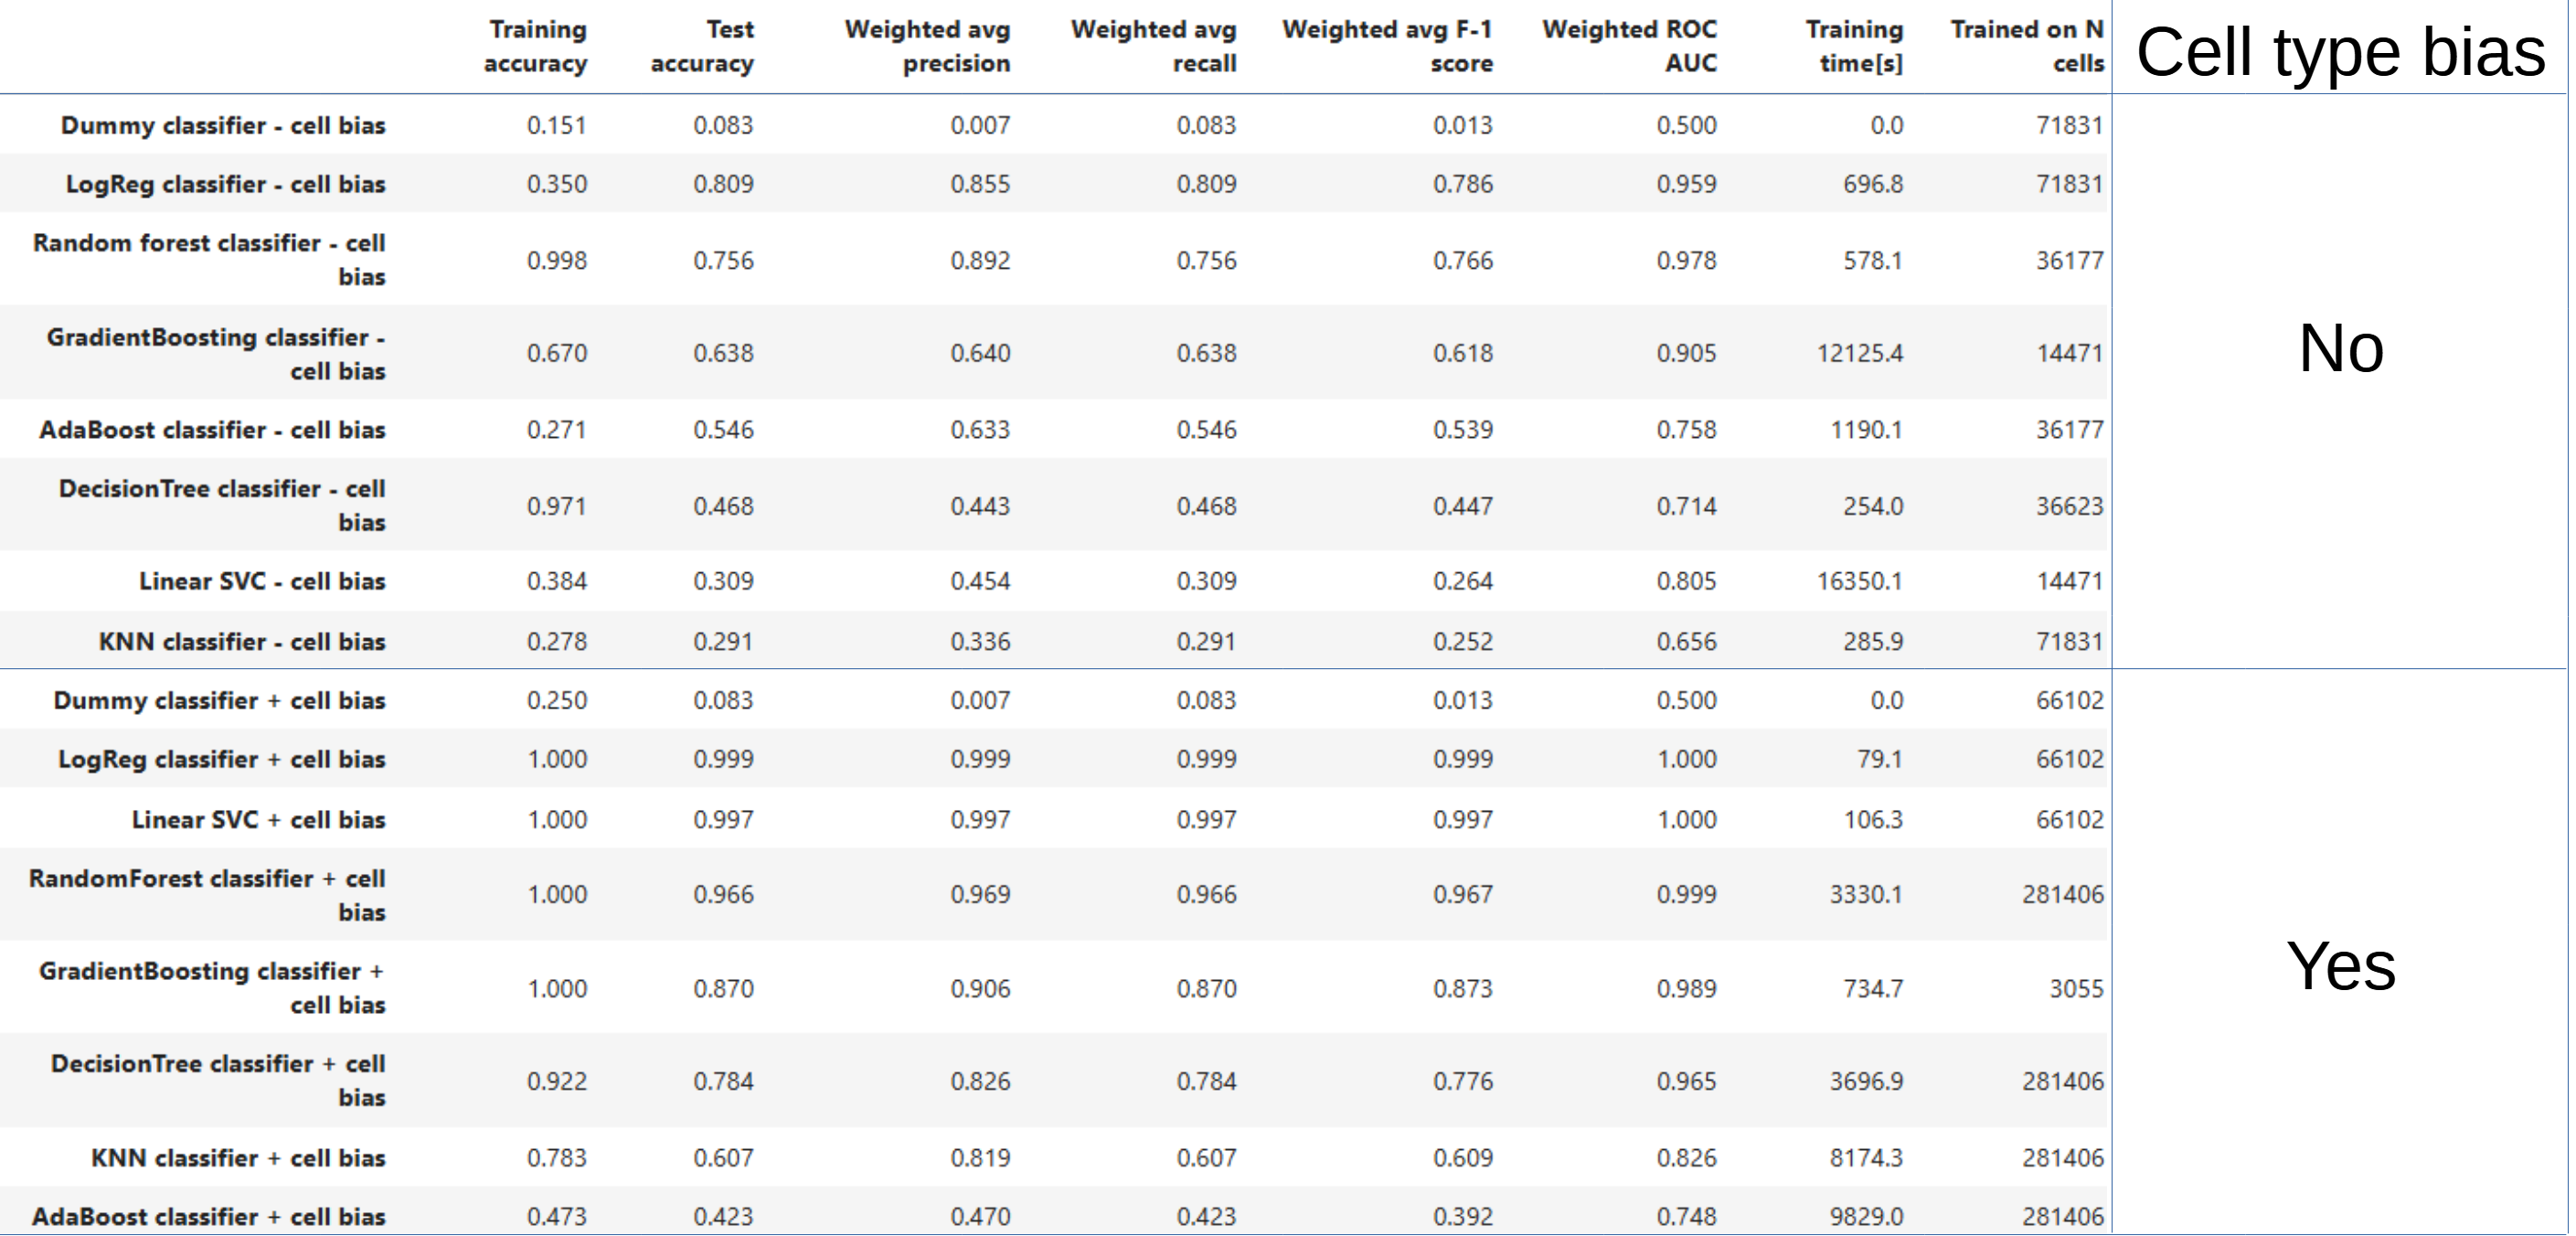 Training Test Weighted avg Weighted avg Weighted avg F-1 Weighted ROC Training Trained on N
accuracy accuracy precision recall score AUC time[s] cells
Cell type bias
Dummy classifier - cell bias 0.151 0.083 0.007 0.083 0.013 0.500 0.0 71831
LogReg classifier - cell bias 0.350 0.809 0.855 0.809 0.786 0.959 696.8 71831
Random forest classifier - cell
bias 0.998 0.756 0.892 0.756 0.766 0.978 578.1 36177
GradientBoosting classifier -
cell bias 0.670 0.638 0.640 0.638 0.618 0.905 12125.4 14471
AdaBoost classifier - cell bias 0.271 0.546 0.633 0.546 0.539 0.758 1190.1 36177
DecisionTree classifier - cell
bias 0.971 0.468 0.443 0.468 0.447 0.714 254.0 36623
Linear SVC - cell bias 0.384 0.309 0.454 0.309 0.264 0.805 16350.1 14471
KNN classifier - cell bias 0.278 0.291 0.336 0.291 0.252 0.656 285.9 71831
No
Dummy classifier + cell bias 0.250 0.083 0.007 0.083 0.013 0.500 0.0 66102
LogReg classifier + cell bias 1.000 0.999 0.999 0.999 0.999 1.000 79.1 66102
Linear SVC + cell bias 1.000 0.997 0.997 0.997 0.997 1.000 106.3 66102
RandomForest classifier + cell
bias 1.000 0.966 0.969 0.966 0.967 0.999 3330.1 281406
GradientBoosting classifier +
cell bias 1.000 0.870 0.906 0.870 0.873 0.989 734.7 3055
DecisionTree classifier + cell
bias 0.922 0.784 0.826 0.784 0.776 0.965 3696.9 281406
KNN classifier + cell bias 0.783 0.607 0.819 0.607 0.609 0.826 8174.3 281406
AdaBoost classifier + cell bias 0.473 0.423 0.470 0.423 0.392 0.748 9829.0 281406
Yes